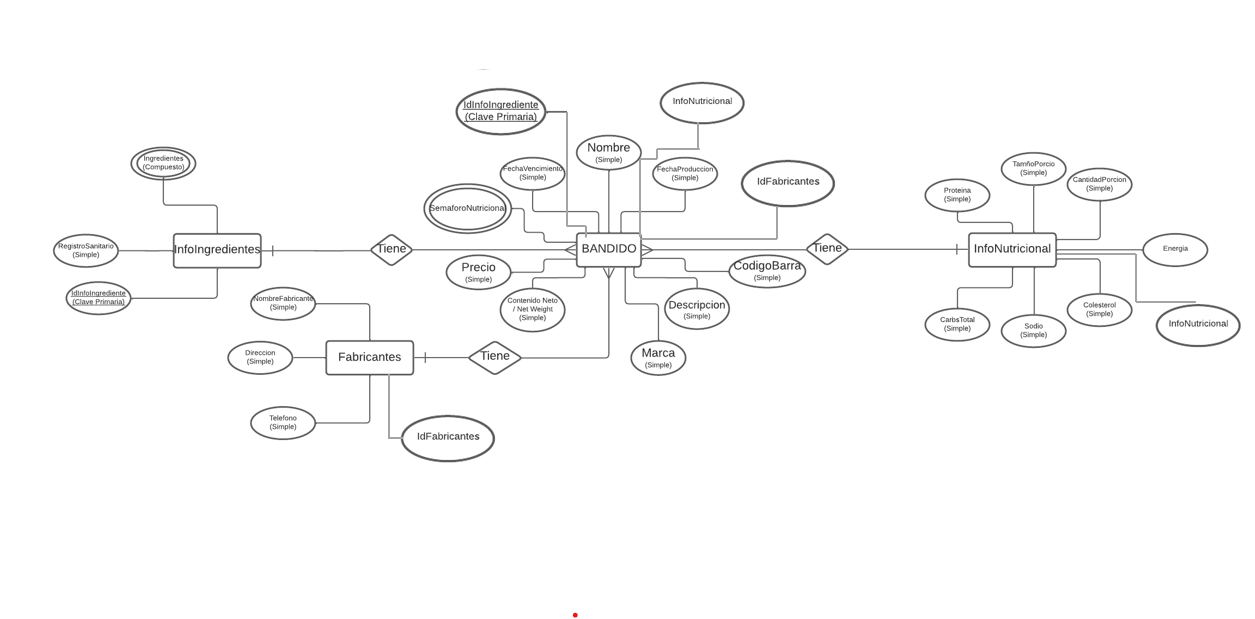 IdInfoIngrediente
(Clave Primaria)
InfoNutricional
Nombre
(Simple)
Ingredientes
(Compuesto)
FechaVencimiento
(Simple)
FechaProduccion
(Simple)
IdFabricantes
TamñoPorcio
(Simple)
CantidadPorcion
(Simple)
Proteina
(Simple)
SemaforoNutricional
RegistroSanitario
(Simple)
InfoIngredientes
Tiene
BANDIDO
Tiene
InfoNutricional
Energia
Precio
(Simple)
CodigoBarra
(Simple)
IdInfoIngrediente
(Clave Primaria)
NombreFabricante
(Simple)
Contenido Neto
/ Net Weight
(Simple)
Descripcion
(Simple)
CarbsTotal
(Simple)
Sodio
(Simple)
Colesterol
(Simple)
InfoNutricional
Direccion
(Simple)
Fabricantes
Tiene
Marca
(Simple)
Telefono
(Simple)
IdFabricantes